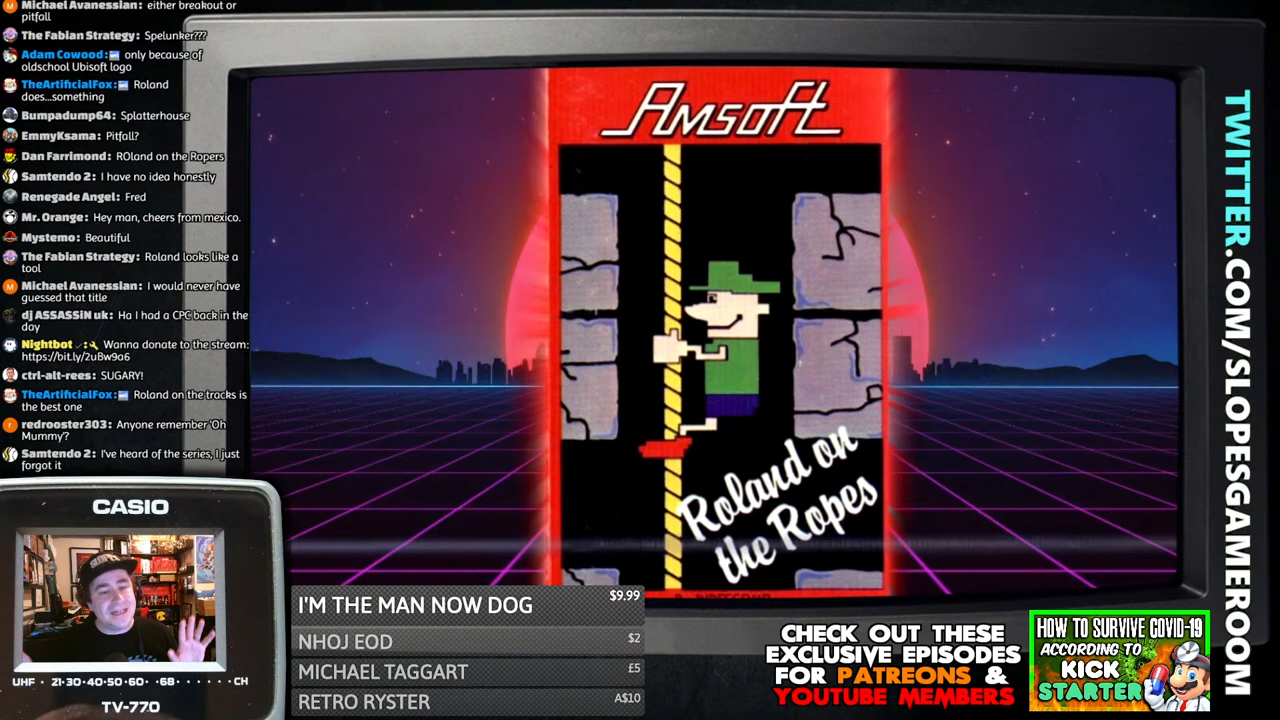 Michael Avanessian: either breakout or
pitfall
The Fabian Strategy: Spelunker???
Adam Cowood: only because of
oldschool Ubisoft logo
TheArtificialFox: Roland
does...something
Bumpadump64: Splatterhouse
EmmyKsama: Pitfall?
Dan Farrimond: ROland on the Ropers
Samtendo 2: I have no idea honestly
Renegade Angel: Fred
Mr. Orange: Hey man, cheers from mexico.
Mystemo: Beautiful
The Fabian Strategy: Roland looks like a
tool
Michael Avanessian: I would never have
guessed that title
dj ASSASSiN uk: Ha I had a CPC back in the
day
Nightbot: Wanna donate to the stream:
https://bit.ly/2uBw9a6
ctrl-alt-rees: SUGARY!
TheArtificialFox: Roland on the tracks is
the best one
redrooster303: Anyone remember 'Oh
Mummy?
Samtendo 2: I've heard of the series, I just
forgot it
Amsoft
Roland on
the Ropes
CASIO
UHF · 21·30·40·50·60· ·68· · · · · · CH
TV-770
I'M THE MAN NOW DOG $9.99
NHOJ EOD $2
MICHAEL TAGGART £5
RETRO RYSTER A$10
CHECK OUT THESE
EXCLUSIVE EPISODES
FOR PATREONS &
YOUTUBE MEMBERS
HOW TO SURVIVE COVID-19
ACCORDING TO
KICK
STARTER
TWITTER.COM/SLOPESGAMEROOM